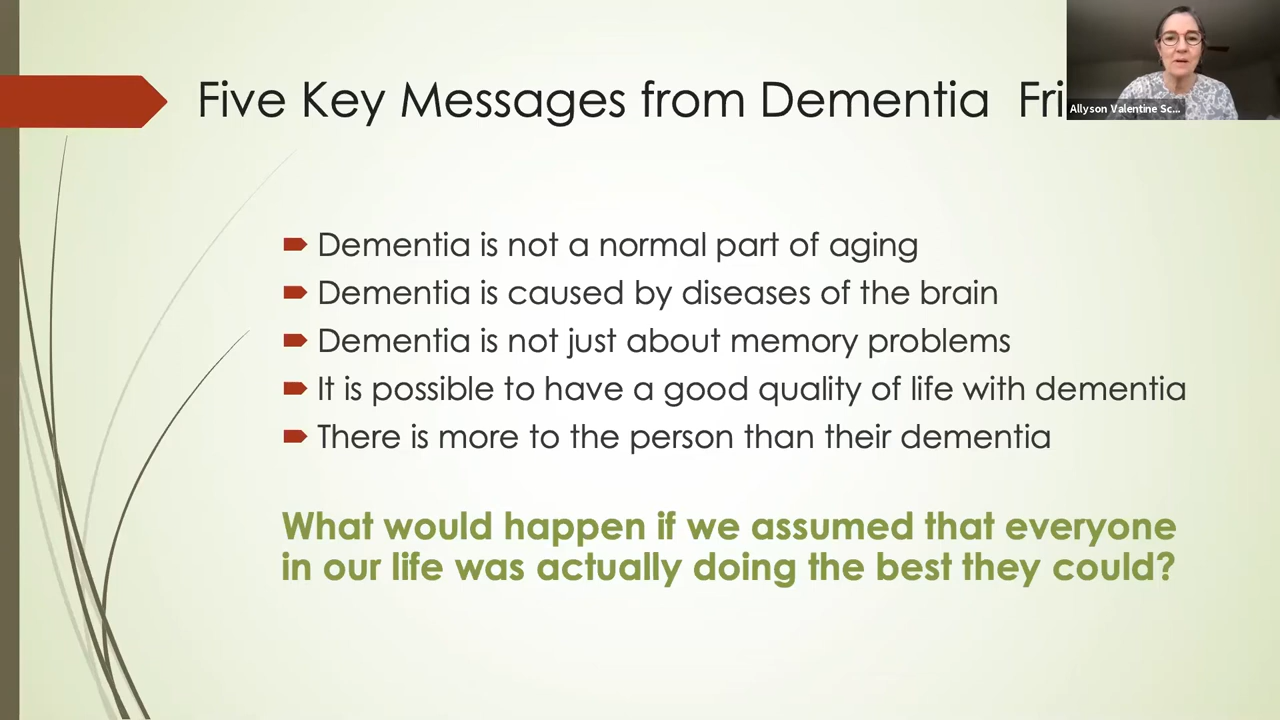 Five Key Messages from Dementia Fri
Allyson Valentine Sc...
Dementia is not a normal part of aging
Dementia is caused by diseases of the brain
Dementia is not just about memory problems
It is possible to have a good quality of life with dementia
There is more to the person than their dementia
What would happen if we assumed that everyone
in our life was actually doing the best they could?